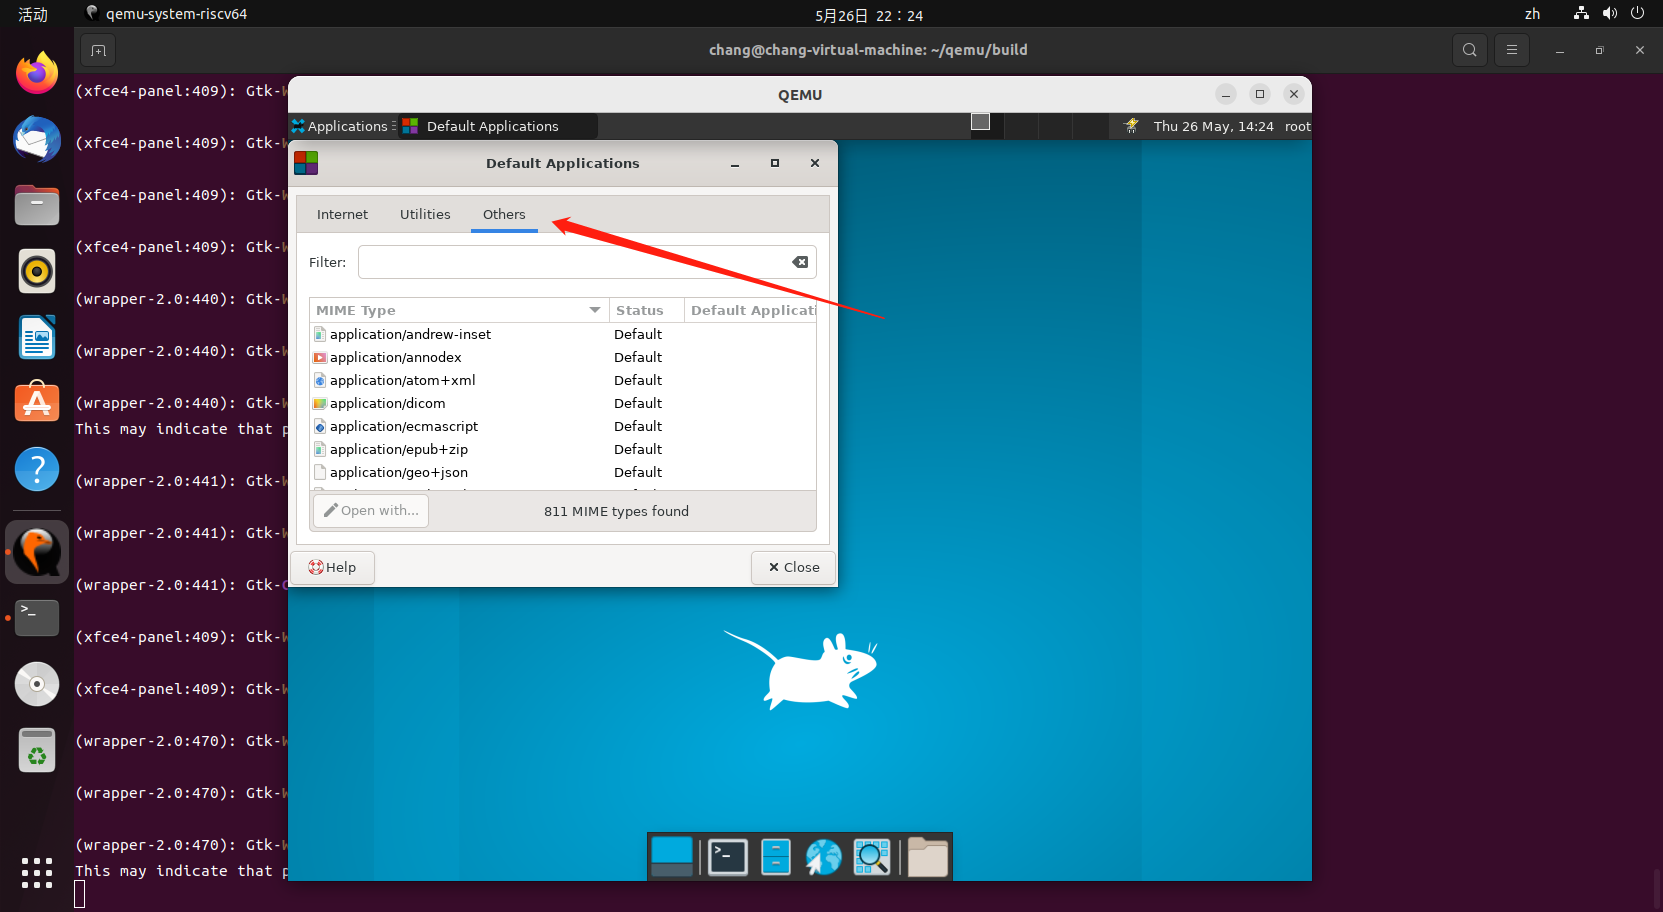 活动
qemu-system-riscv64
5月26日 22：24
zh
chang@chang-virtual-machine: ~/qemu/build
(xfce4-panel:409): Gtk-W
(xfce4-panel:409): Gtk-W
(xfce4-panel:409): Gtk-W
(xfce4-panel:409): Gtk-W
(wrapper-2.0:440): Gtk-W
(wrapper-2.0:440): Gtk-W
(wrapper-2.0:440): Gtk-W
This may indicate that p
(wrapper-2.0:441): Gtk-W
(wrapper-2.0:441): Gtk-W
(wrapper-2.0:441): Gtk-C
(xfce4-panel:409): Gtk-W
(xfce4-panel:409): Gtk-W
(wrapper-2.0:470): Gtk-W
(wrapper-2.0:470): Gtk-W
(wrapper-2.0:470): Gtk-W
This may indicate that p
QEMU
Applications
Default Applications
Thu 26 May, 14:24
root
Default Applications
Internet
Utilities
Others
Filter:
MIME Type
Status
Default Applicati
application/andrew-inset Default
application/annodex Default
application/atom+xml Default
application/dicom Default
application/ecmascript Default
application/epub+zip Default
application/geo+json Default
Open with...
811 MIME types found
Help
Close